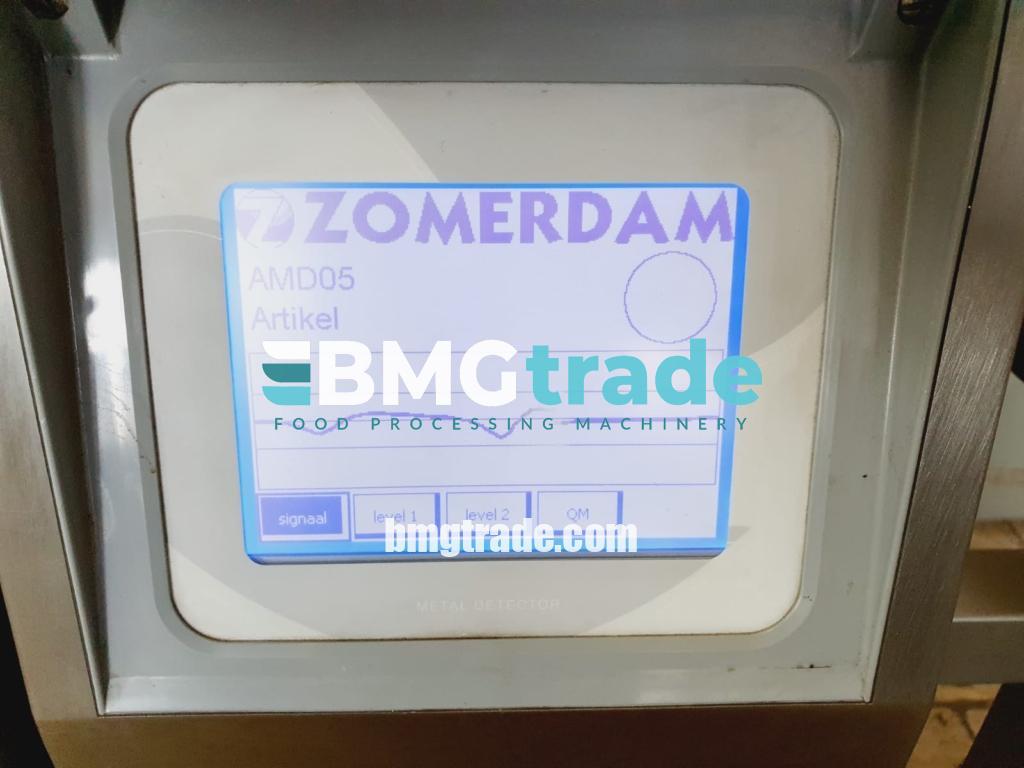 ZOMERDAM
AMD05
Artikel
BMGtrade
FOOD PROCESSING MACHINERY
signaal level 1 level 2 QM
bmgtrade.com
METAL DETECTOR